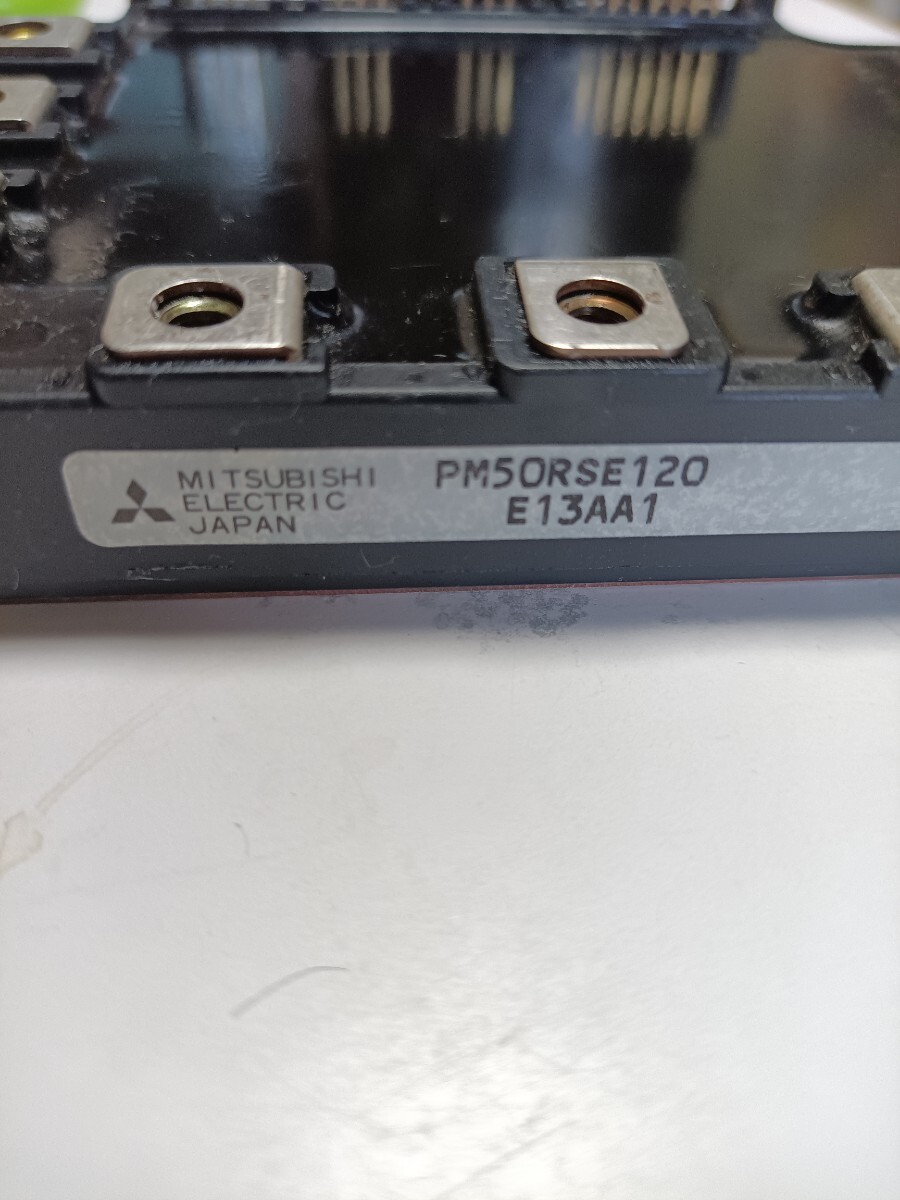 MITSUBISHI
ELECTRIC
JAPAN
PM50RSE120
E13AA1